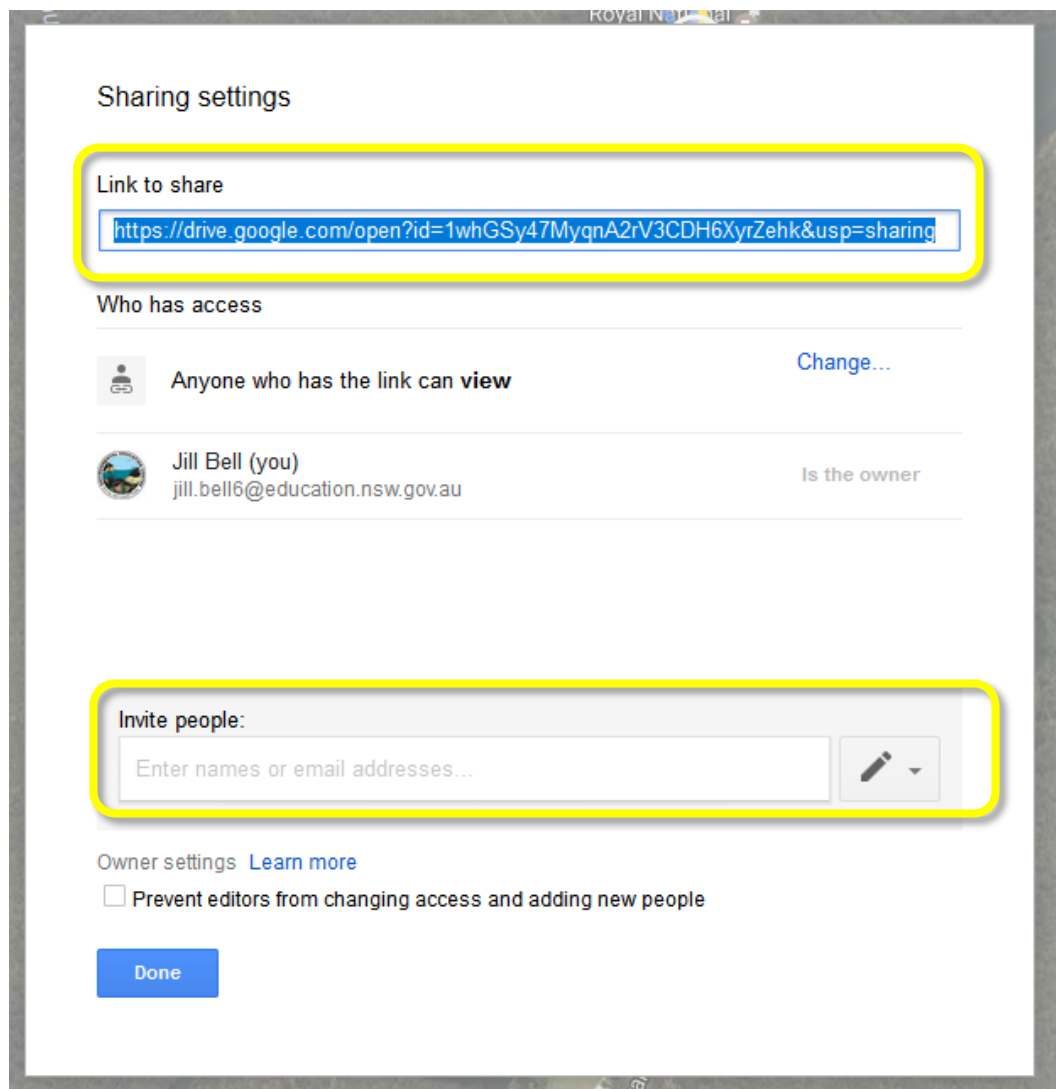 Royal National
Sharing settings
Link to share
https://drive.google.com/open?id=1whGSy47MyqnA2rV3CDH6XyrZehk&usp=sharing
Who has access
Anyone who has the link can view
Change...
Jill Bell (you)
jill.bell6@education.nsw.gov.au
Is the owner
Invite people:
Enter names or email addresses...
Owner settings Learn more
Prevent editors from changing access and adding new people
Done